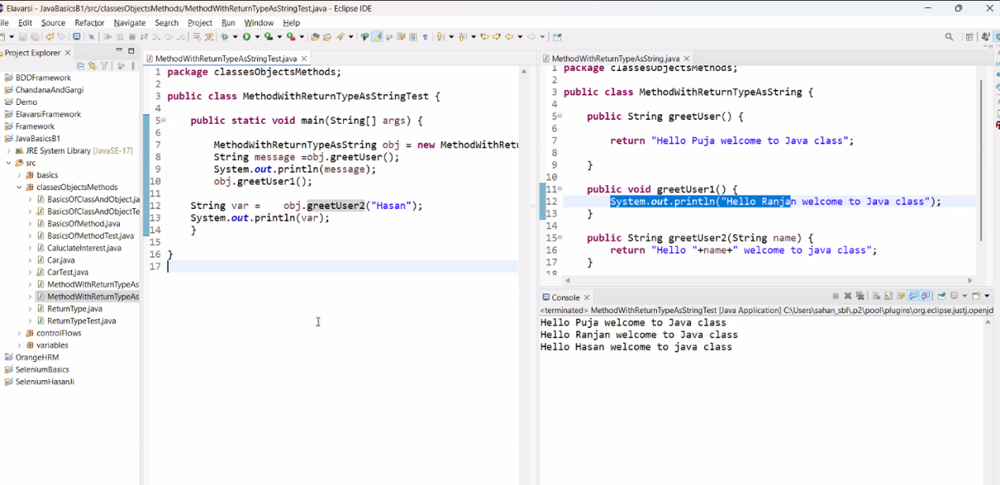 Elavarsi - JavaBasicsB1/src/classesObjectsMethods/MethodWithReturnTypeAsStringTest.java - Eclipse IDE
ile Edit Source Refactor Navigate Search Project Run Window Help
Project Explorer
BDDFramework
ChandanaAndGargi
Demo
ElavarsiFramework
Framework
JavaBasicsB1
JRE System Library [JavaSE-17]
src
basics
classesObjectsMethods
BasicsOfClassAndObject.ja
BasicsOfClassAndObjectTe
BasicsOfMethod.java
BasicsOfMethodTest.java
CaluclateInterest.java
Car.java
CarTest.java
MethodWithReturnTypeAs
MethodWithReturnTypeAs
ReturnType.java
ReturnTypeTest.java
controlFlows
variables
OrangeHRM
SeleniumBasics
SeleniumHasanJi
MethodWithReturnTypeAsStringTest.java
1 package classesObjectsMethods;
2
3 public class MethodWithReturnTypeAsStringTest {
4
5 public static void main(String[] args) {
6
7 MethodWithReturnTypeAsString obj = new MethodWithRetu
8 String message =obj.greetUser();
9 System.out.println(message);
10 obj.greetUser1();
11
12 String var = obj.greetUser2("Hasan");
13 System.out.println(var);
14 }
15
16 }
17
MethodWithReturnTypeAsString.java
1 package classesObjectsMethods;
2
3 public class MethodWithReturnTypeAsString {
4
5 public String greetUser() {
6
7 return "Hello Puja welcome to Java class";
8
9 }
10
11 public void greetUser1() {
12 System.out.println("Hello Ranjan welcome to Java class");
13 }
14
15 public String greetUser2(String name) {
16 return "Hello "+name+" welcome to java class";
17 }
18
Console
<terminated> MethodWithReturnTypeAsStringTest [Java Application] C:\Users\sahan_sbl\.p2\pool\plugins\org.eclipse.justj.openjd
Hello Puja welcome to Java class
Hello Ranjan welcome to Java class
Hello Hasan welcome to java class